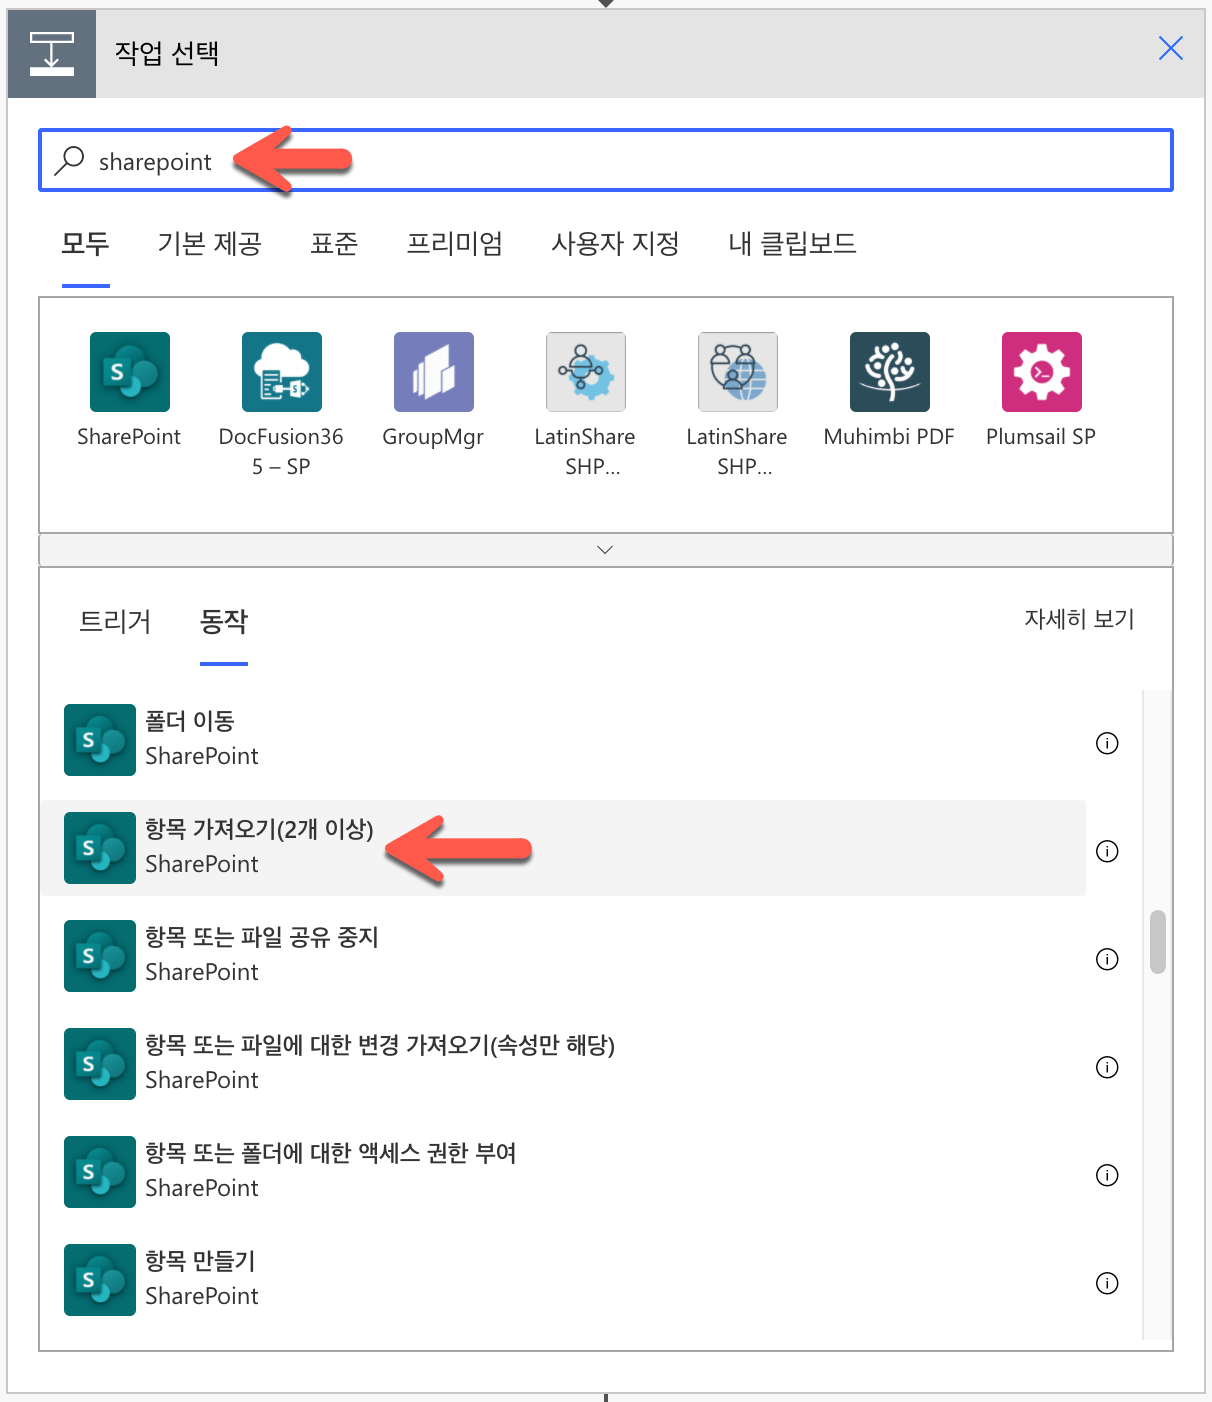 작업 선택
sharepoint
모두 기본 제공 표준 프리미엄 사용자 지정 내 클립보드
SharePoint DocFusion36 GroupMgr LatinShare LatinShare Muhimbi PDF Plumsail SP
5 – SP SHP... SHP...
트리거 동작 자세히 보기
폴더 이동
SharePoint
항목 가져오기(2개 이상)
SharePoint
항목 또는 파일 공유 중지
SharePoint
항목 또는 파일에 대한 변경 가져오기(속성만 해당)
SharePoint
항목 또는 폴더에 대한 액세스 권한 부여
SharePoint
항목 만들기
SharePoint